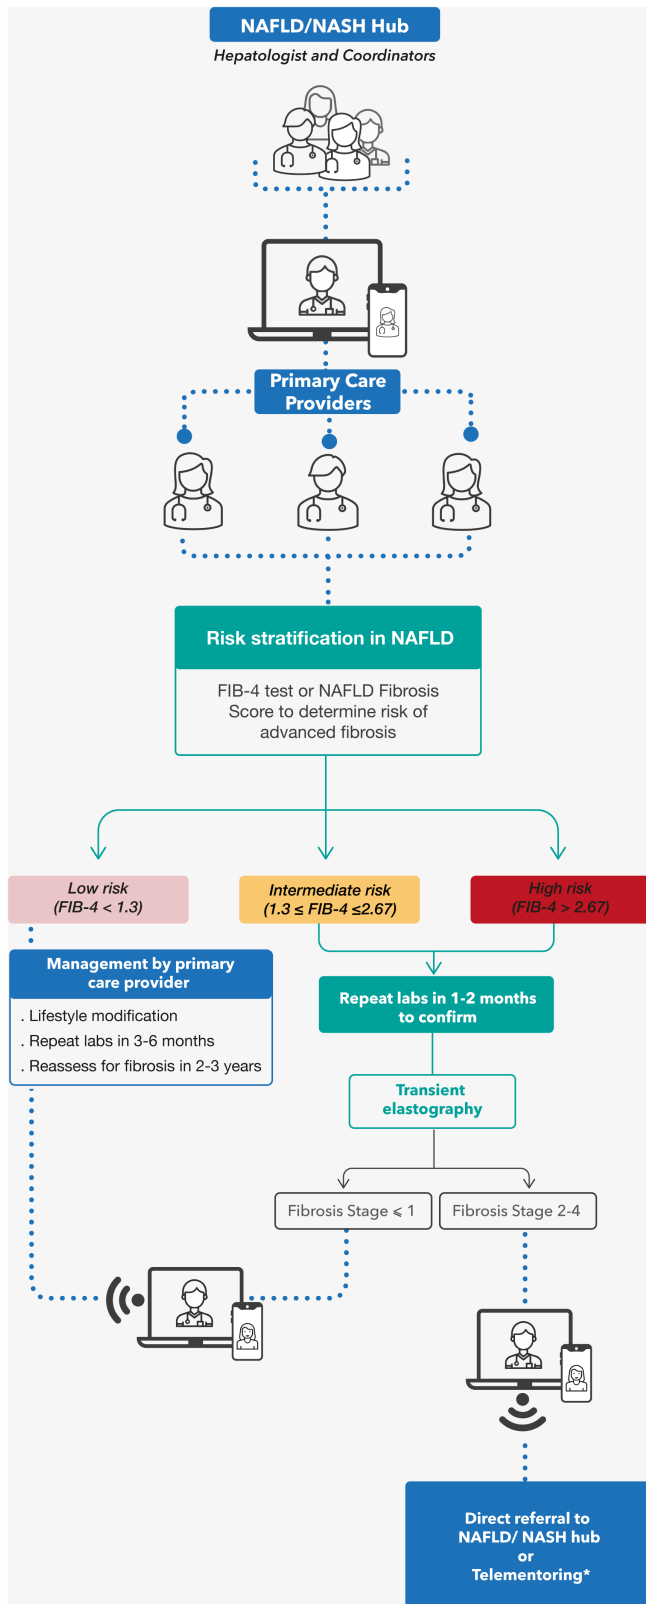 NAFLD/NASH Hub
Hepatologist and Coordinators
Primary Care
Providers
Risk stratification in NAFLD
FIB-4 test or NAFLD Fibrosis
Score to determine risk of
advanced fibrosis
Low risk
(FIB-4 < 1.3)
Intermediate risk
(1.3 ≤ FIB-4 ≤2.67)
High risk
(FIB-4 > 2.67)
Management by primary
care provider
. Lifestyle modification
. Repeat labs in 3-6 months
. Reassess for fibrosis in 2-3 years
Repeat labs in 1-2 months
to confirm
Transient
elastography
Fibrosis Stage ⩽ 1
Fibrosis Stage 2-4
Direct referral to
NAFLD/ NASH hub
or
Telementoring*